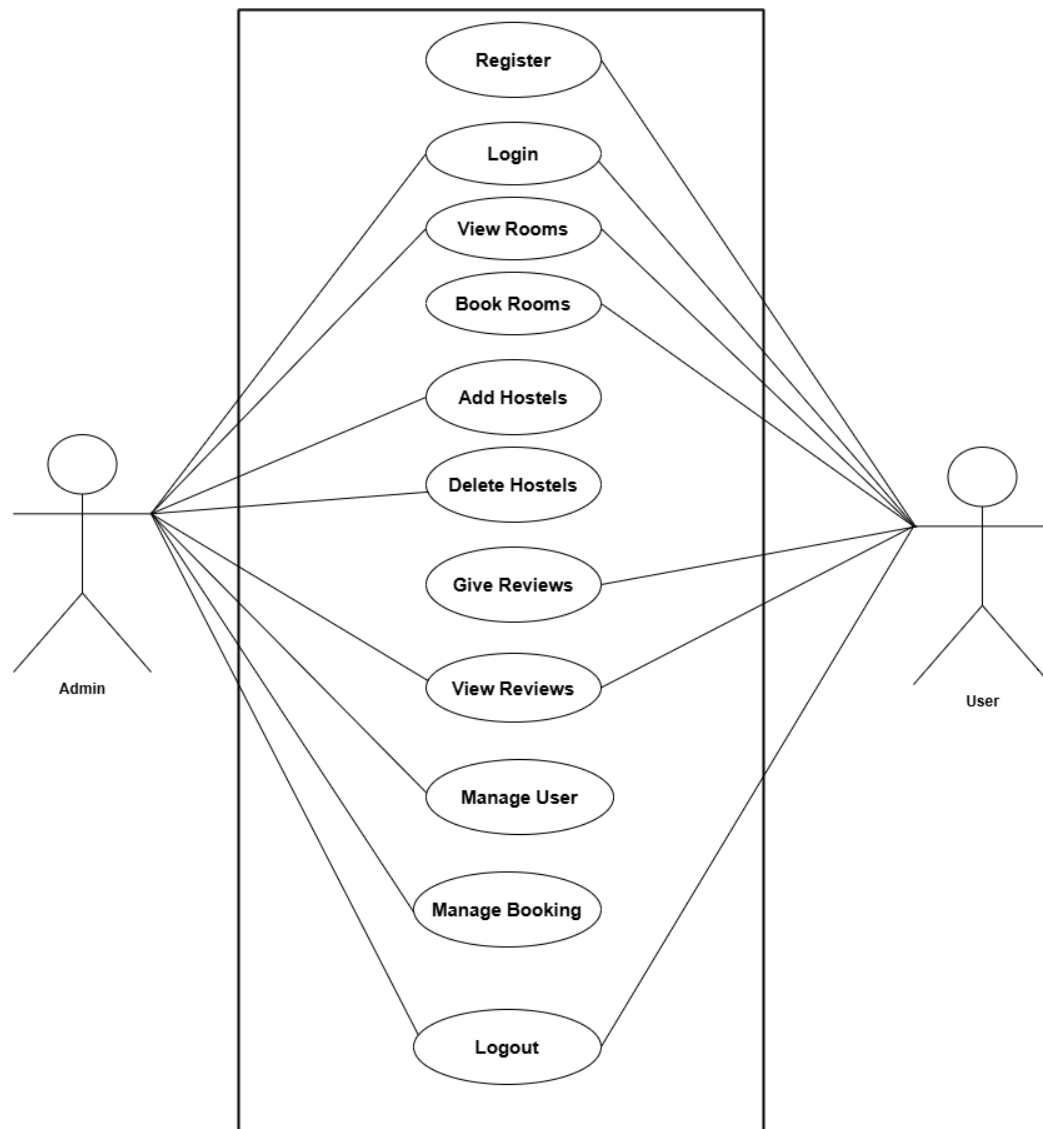 Register
Login
View Rooms
Book Rooms
Add Hostels
Delete Hostels
Give Reviews
View Reviews
Admin
User
Manage User
Manage Booking
Logout